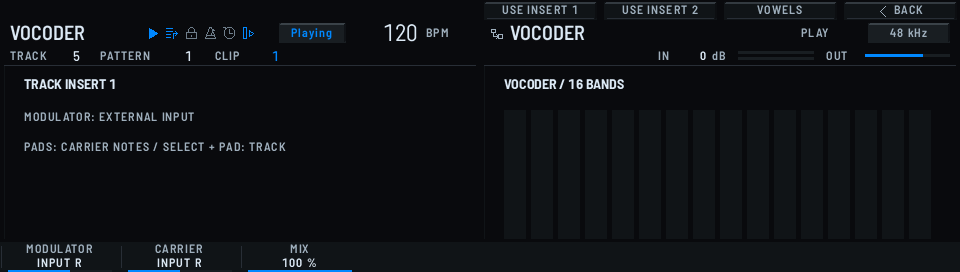 USE INSERT 1 USE INSERT 2 VOWELS BACK
VOCODER Playing 120 BPM VOCODER PLAY 48 kHz
TRACK 5 PATTERN 1 CLIP 1 IN 0 dB OUT
TRACK INSERT 1 VOCODER / 16 BANDS
MODULATOR: EXTERNAL INPUT
PADS: CARRIER NOTES / SELECT + PAD: TRACK
MODULATOR CARRIER MIX
INPUT R INPUT R 100 %